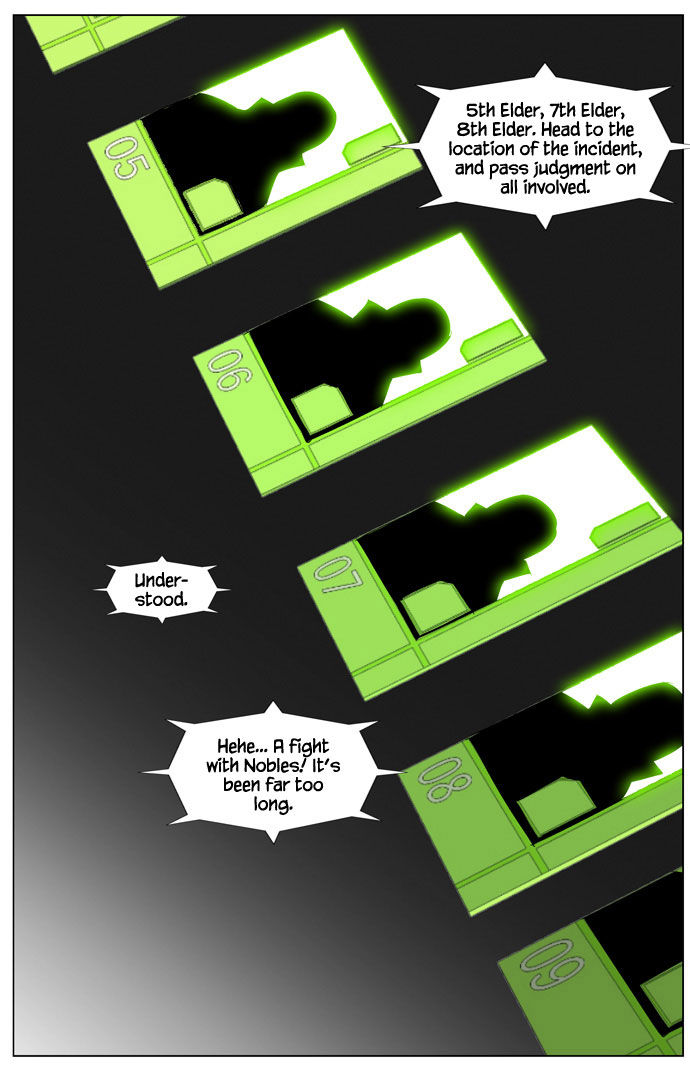 05
5th Elder, 7th Elder,
8th Elder. Head to the
location of the incident,
and pass judgment on
all involved.
06
07
Under-
stood.
08
Hehe... A fight
with Nobles! It's
been far too
long.
09